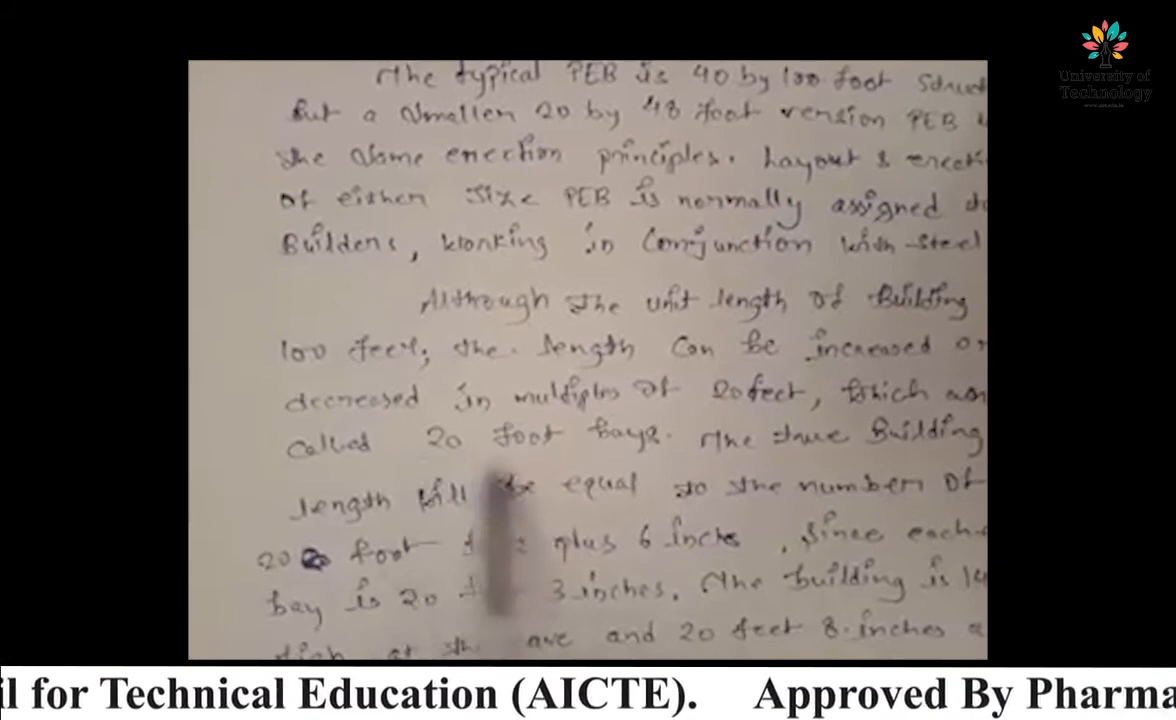 University of
Technology
The typical PEB is 40 by 100 foot
But a smaller 20 by 48 foot version PEB
the same erection principles. Layout &
of either size PEB is normally assigned
Builders, working in Conjunction with steel
Although the unit length of Building
100 feet, the length can be increased or
decreased in multiples of 20 feet, which are
called 20 foot bays. The true Building
length will be equal to the number of
20 foot plus 6 inches, since each
bay is 20 3 inches. The building is 14
at the ave and 20 feet 8 inches
il for Technical Education (AICTE). Approved By Pharma